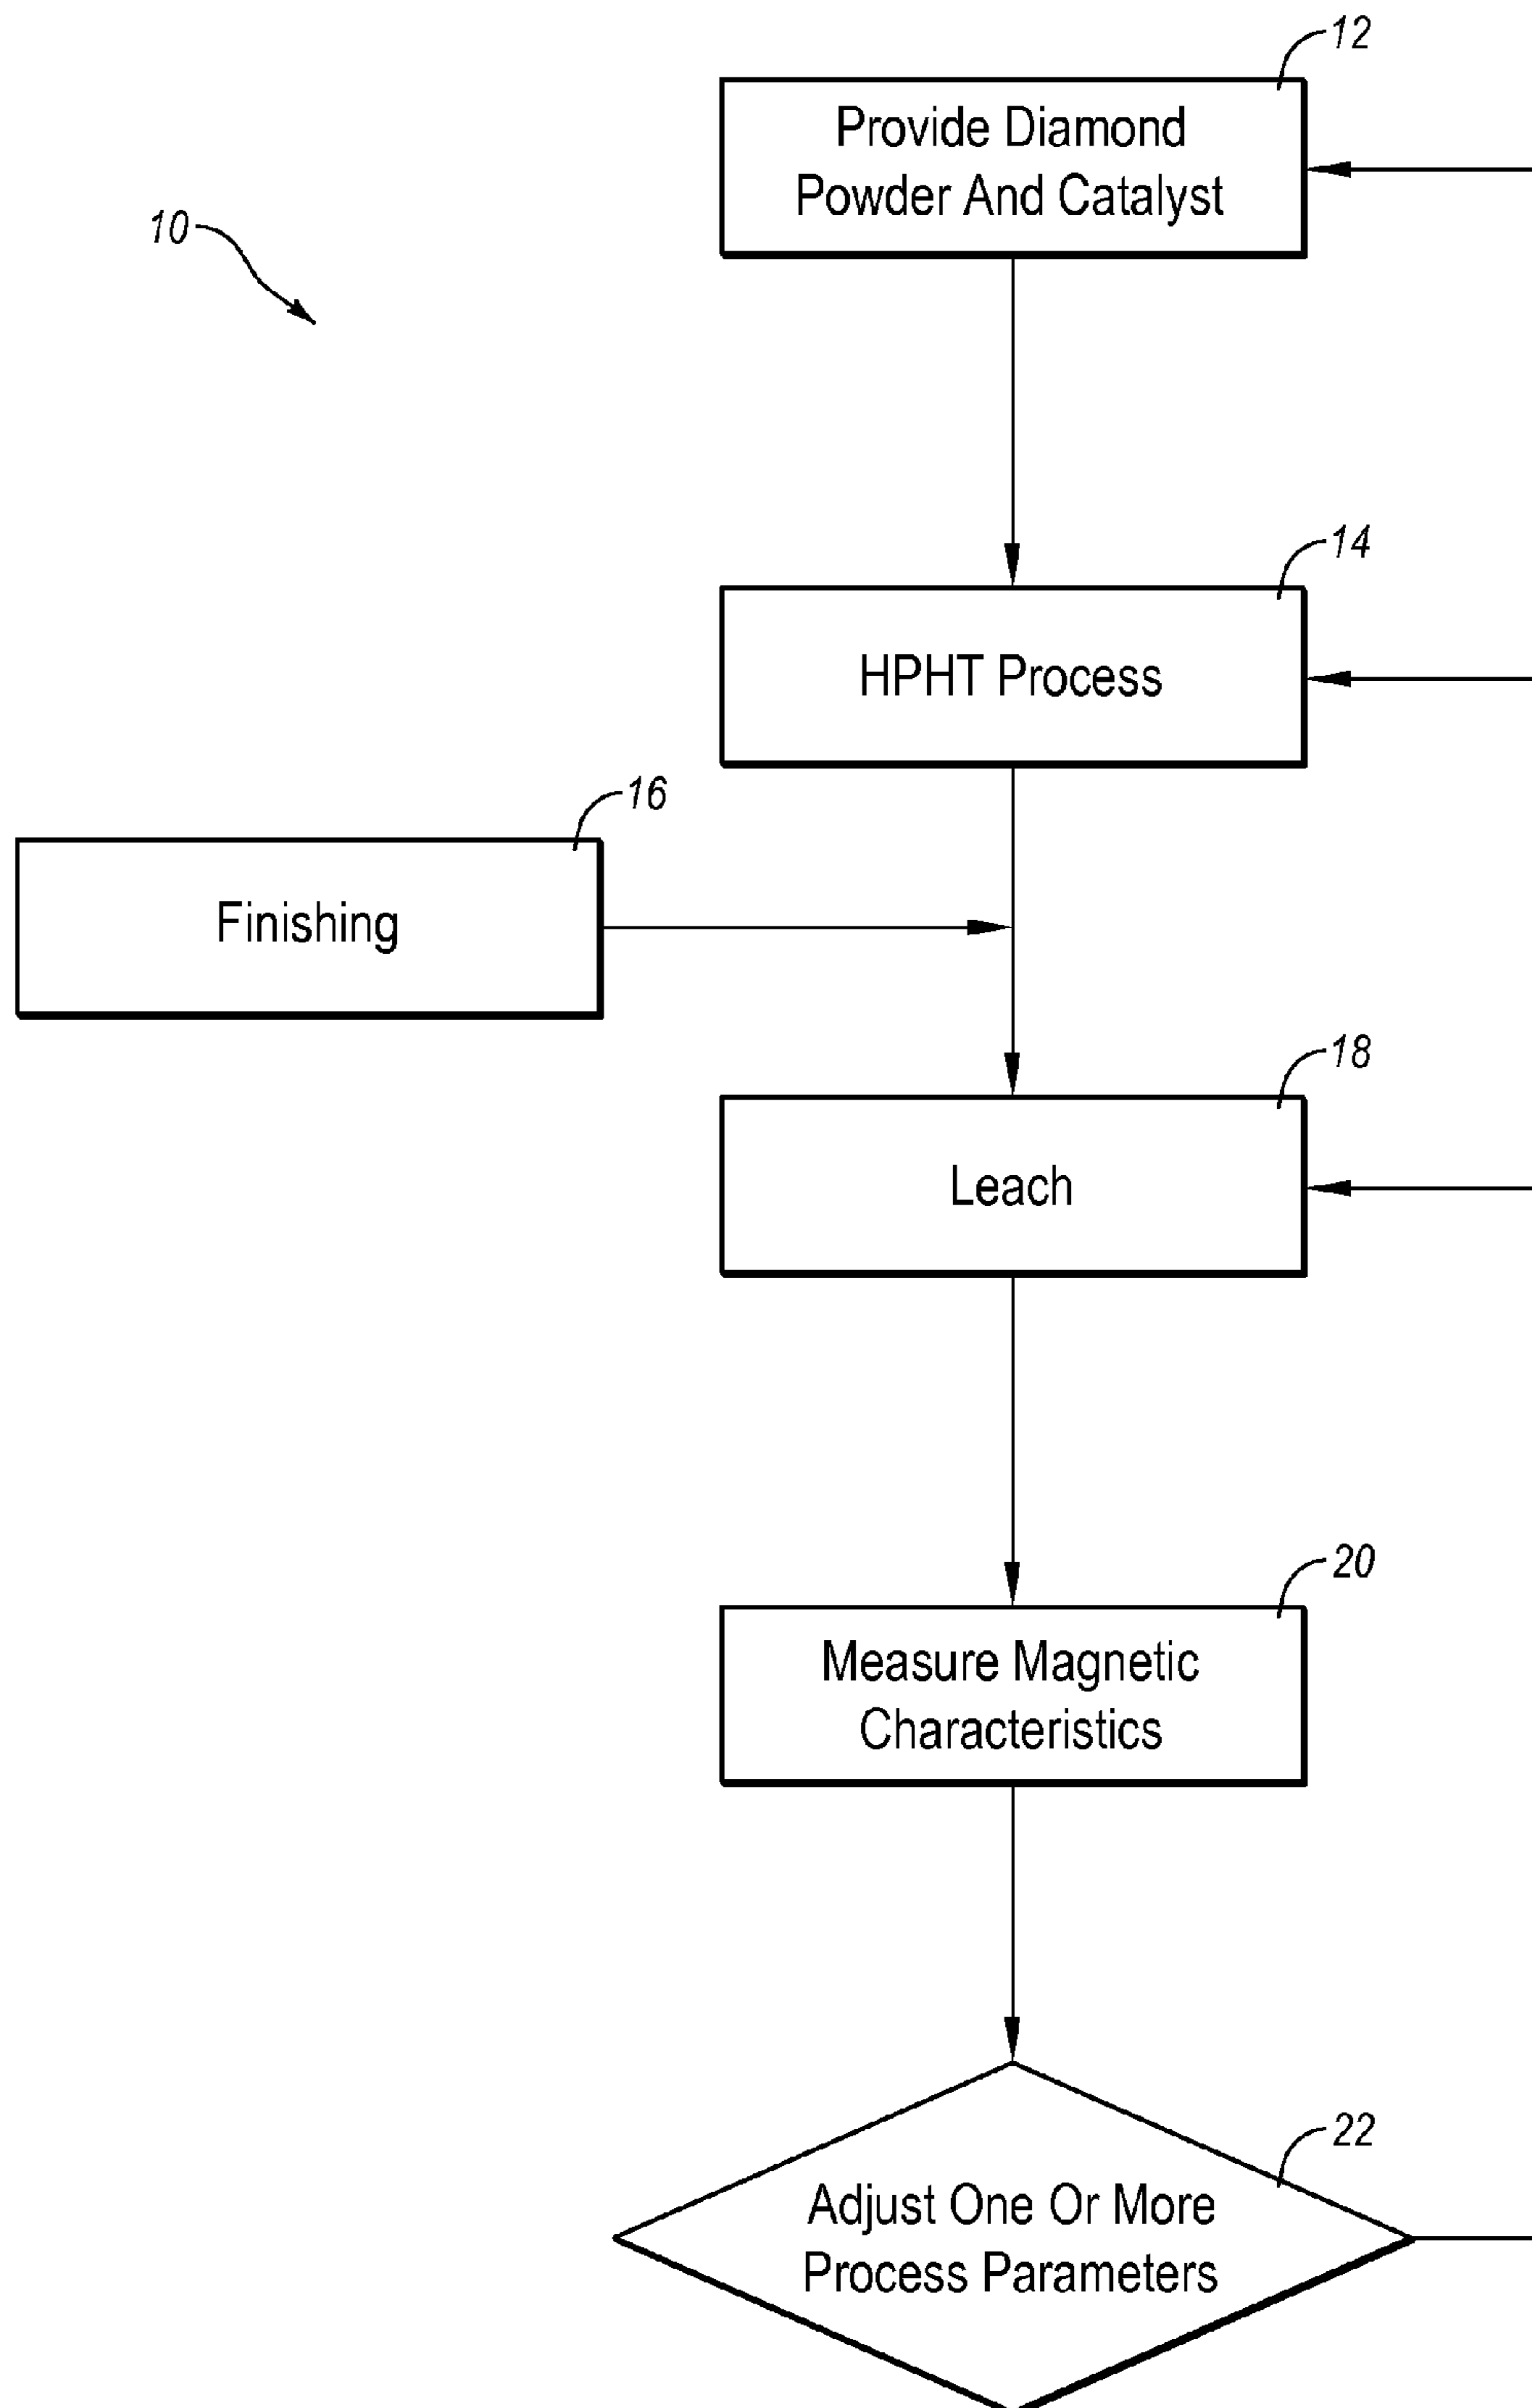 12
Provide Diamond
Powder And Catalyst
10
14
HPHT Process
16
Finishing
18
Leach
20
Measure Magnetic
Characteristics
22
Adjust One Or More
Process Parameters